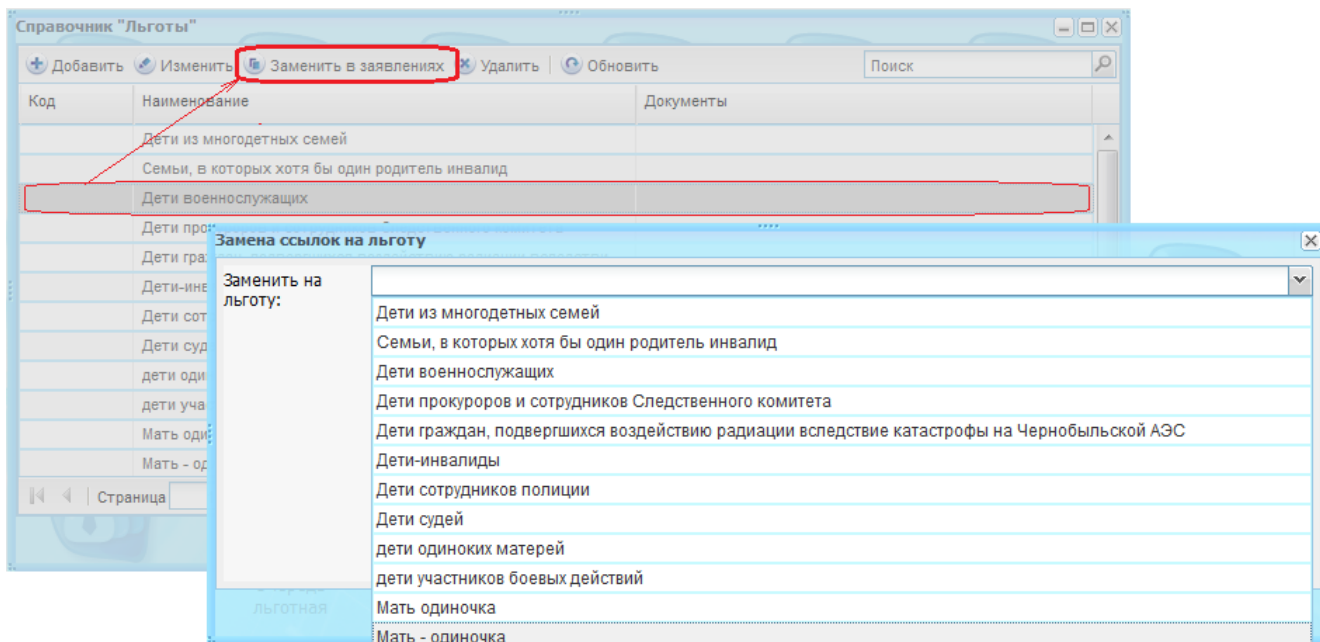 Справочник "Льготы"
Добавить Изменить Заменить в заявлениях Удалить Обновить Поиск
Код Наименование Документы
Дети из многодетных семей
Семьи, в которых хотя бы один родитель инвалид
Дети военнослужащих
Дети про
Дети гра
Дети-инв
Дети сот
Дети суд
дети оди
дети уча
Мать оди
Мать - од
Страница
Замена ссылок на льготу
Заменить на
льготу:
Дети из многодетных семей
Семьи, в которых хотя бы один родитель инвалид
Дети военнослужащих
Дети прокуроров и сотрудников Следственного комитета
Дети граждан, подвергшихся воздействию радиации вследствие катастрофы на Чернобыльской АЭС
Дети-инвалиды
Дети сотрудников полиции
Дети судей
дети одиноких матерей
дети участников боевых действий
Мать одиночка
Мать - одиночка
льготная